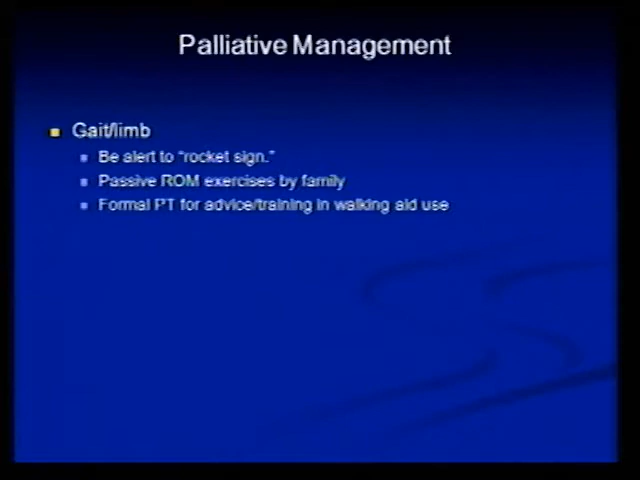 Palliative Management
Gait/limb
Be alert to “rocket sign.”
Passive ROM exercises by family
Formal PT for advice/training in walking aid use